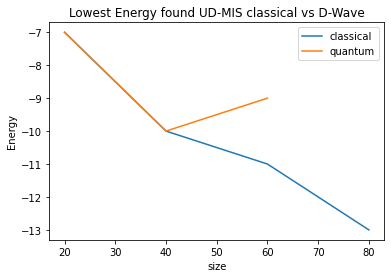 Lowest Energy found UD-MIS classical vs D-Wave
classical
quantum
Energy
−7
−8
−9
−10
−11
−12
−13
20 30 40 50 60 70 80
size